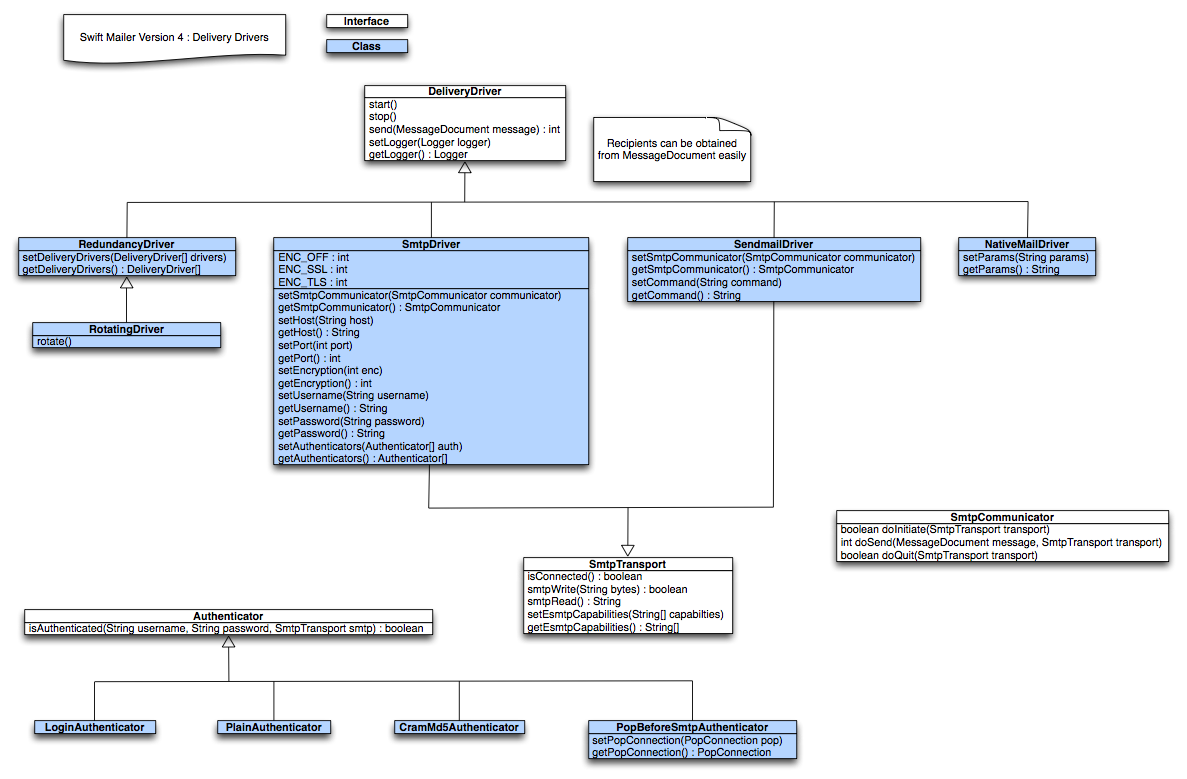 Swift Mailer Version 4 : Delivery Drivers
Interface
Class
DeliveryDriver
start()
stop()
send(MessageDocument message) : int
setLogger(Logger logger)
getLogger() : Logger
Recipients can be obtained
from MessageDocument easily
RedundancyDriver
setDeliveryDrivers(DeliveryDriver[] drivers)
getDeliveryDrivers() : DeliveryDriver[]
RotatingDriver
rotate()
SmtpDriver
ENC_OFF : int
ENC_SSL : int
ENC_TLS : int
setSmtpCommunicator(SmtpCommunicator communicator)
getSmtpCommunicator() : SmtpCommunicator
setHost(String host)
getHost() : String
setPort(int port)
getPort() : int
setEncryption(int enc)
getEncryption() : int
setUsername(String username)
getUsername() : String
setPassword(String password)
getPassword() : String
setAuthenticators(Authenticator[] auth)
getAuthenticators() : Authenticator[]
SendmailDriver
setSmtpCommunicator(SmtpCommunicator communicator)
getSmtpCommunicator() : SmtpCommunicator
setCommand(String command)
getCommand() : String
NativeMailDriver
setParams(String params)
getParams() : String
SmtpCommunicator
boolean doInitiate(SmtpTransport transport)
int doSend(MessageDocument message, SmtpTransport transport)
boolean doQuit(SmtpTransport transport)
SmtpTransport
isConnected() : boolean
smtpWrite(String bytes) : boolean
smtpRead() : String
setEsmtpCapabilities(String[] capabilties)
getEsmtpCapabilities() : String[]
Authenticator
isAuthenticated(String username, String password, SmtpTransport smtp) : boolean
LoginAuthenticator
PlainAuthenticator
CramMd5Authenticator
PopBeforeSmtpAuthenticator
setPopConnection(PopConnection pop)
getPopConnection() : PopConnection